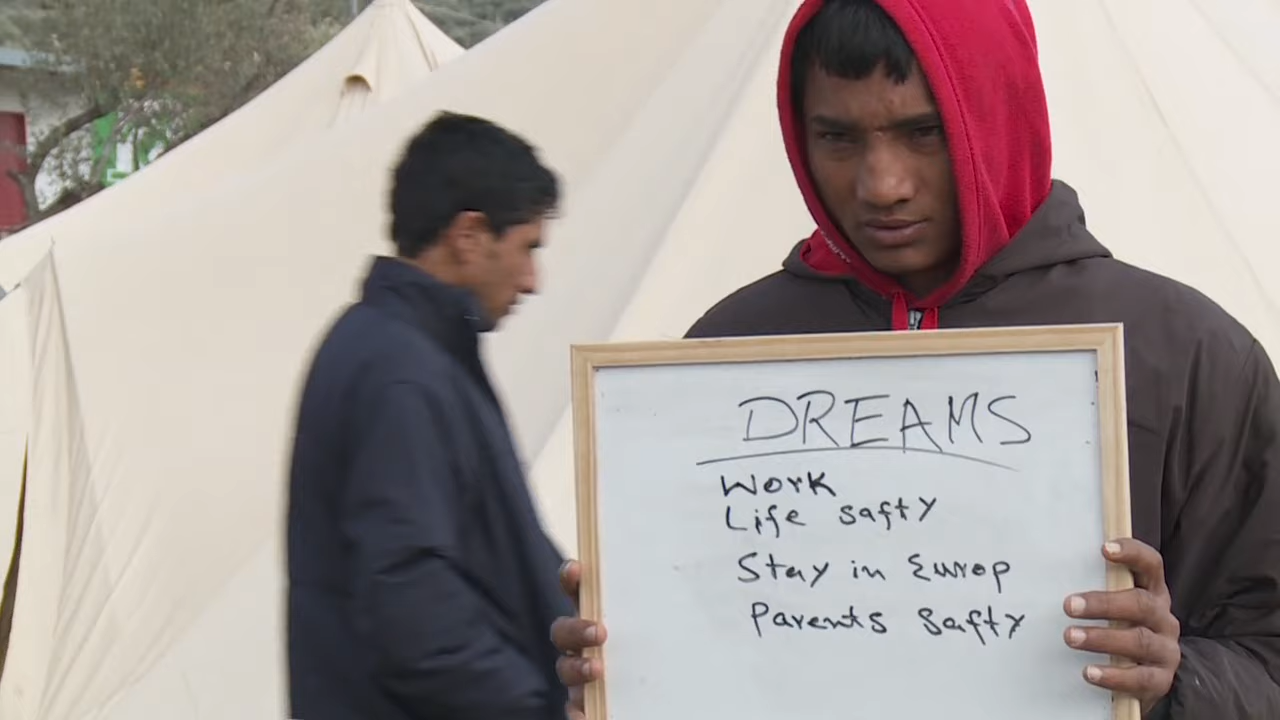 DREAMS
Work
Life safty
Stay in Europ
Parents Safty